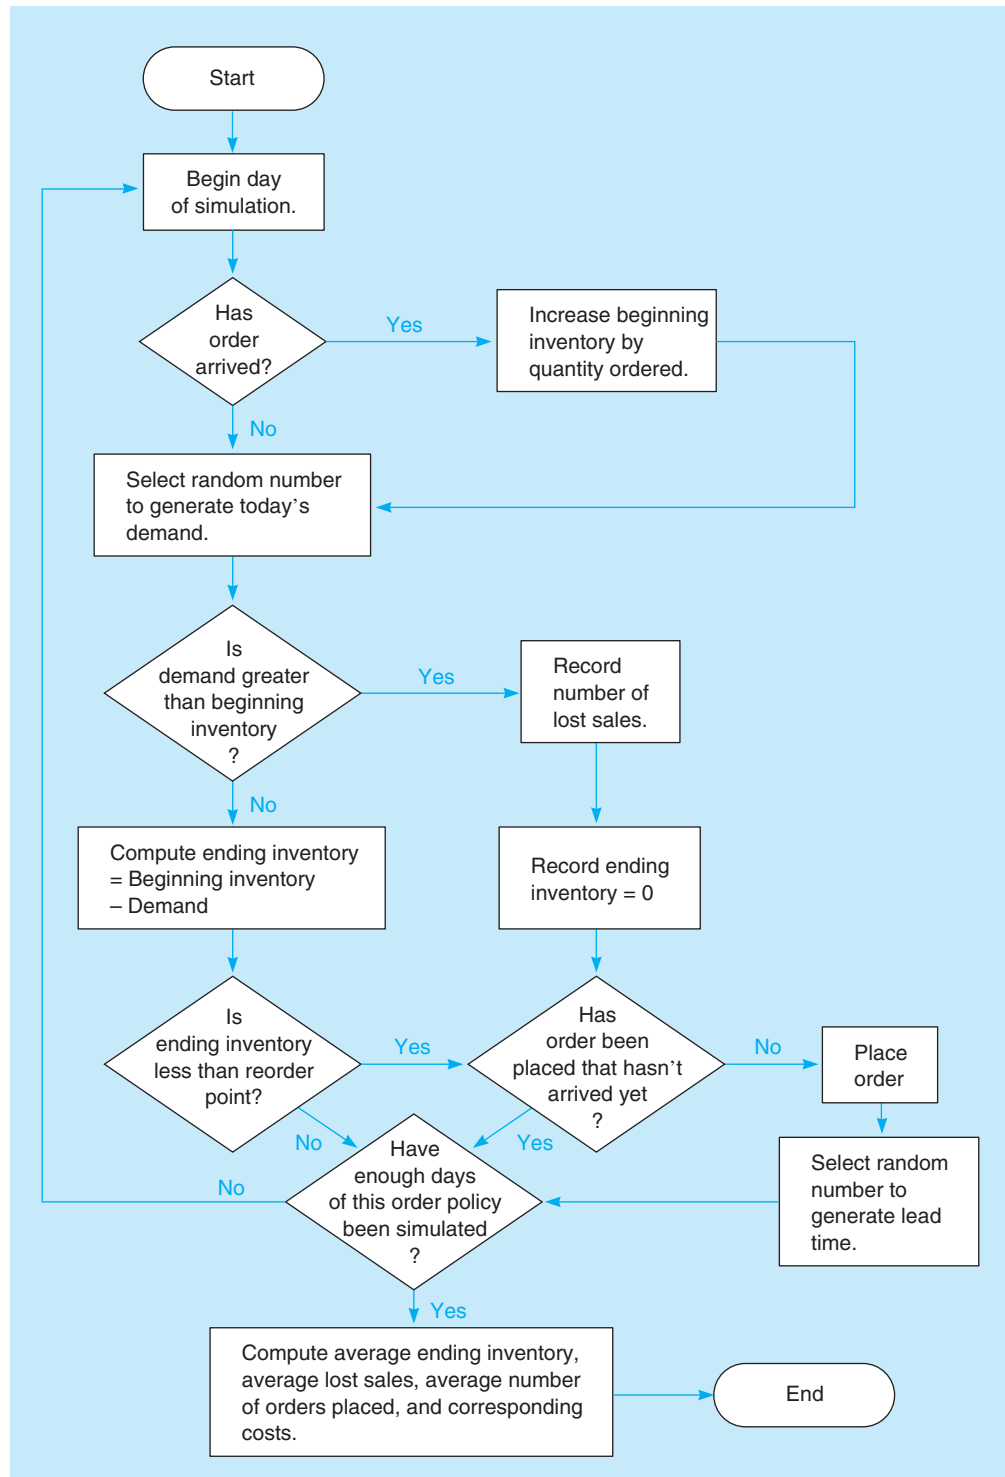 Start
Begin day
of simulation.
Has
order
arrived?
Yes
Increase beginning
inventory by
quantity ordered.
No
Select random number
to generate today’s
demand.
Is
demand greater
than beginning
inventory
?
Yes
Record
number of
lost sales.
No
Compute ending inventory
= Beginning inventory
– Demand
Record ending
inventory = 0
Is
ending inventory
less than reorder
point?
Yes
Has
order been
placed that hasn’t
arrived yet
?
No
Place
order
No
Yes
Select random
number to
generate lead
time.
Have
enough days
of this order policy
been simulated
?
No
Yes
Compute average ending inventory,
average lost sales, average number
of orders placed, and corresponding
costs.
End